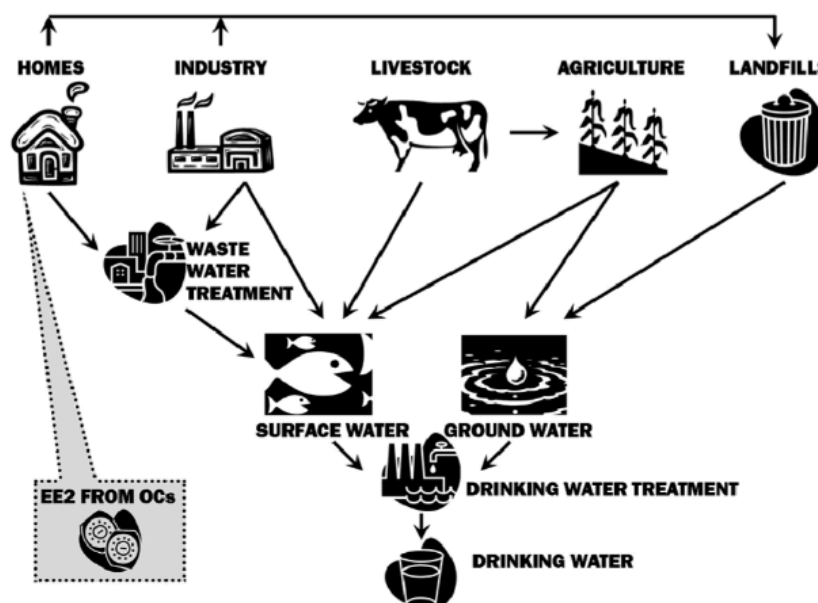 HOMES
INDUSTRY
LIVESTOCK
AGRICULTURE
LANDFILLS
WASTE
WATER
TREATMENT
SURFACE WATER
GROUND WATER
EE2 FROM OCs
DRINKING WATER TREATMENT
DRINKING WATER